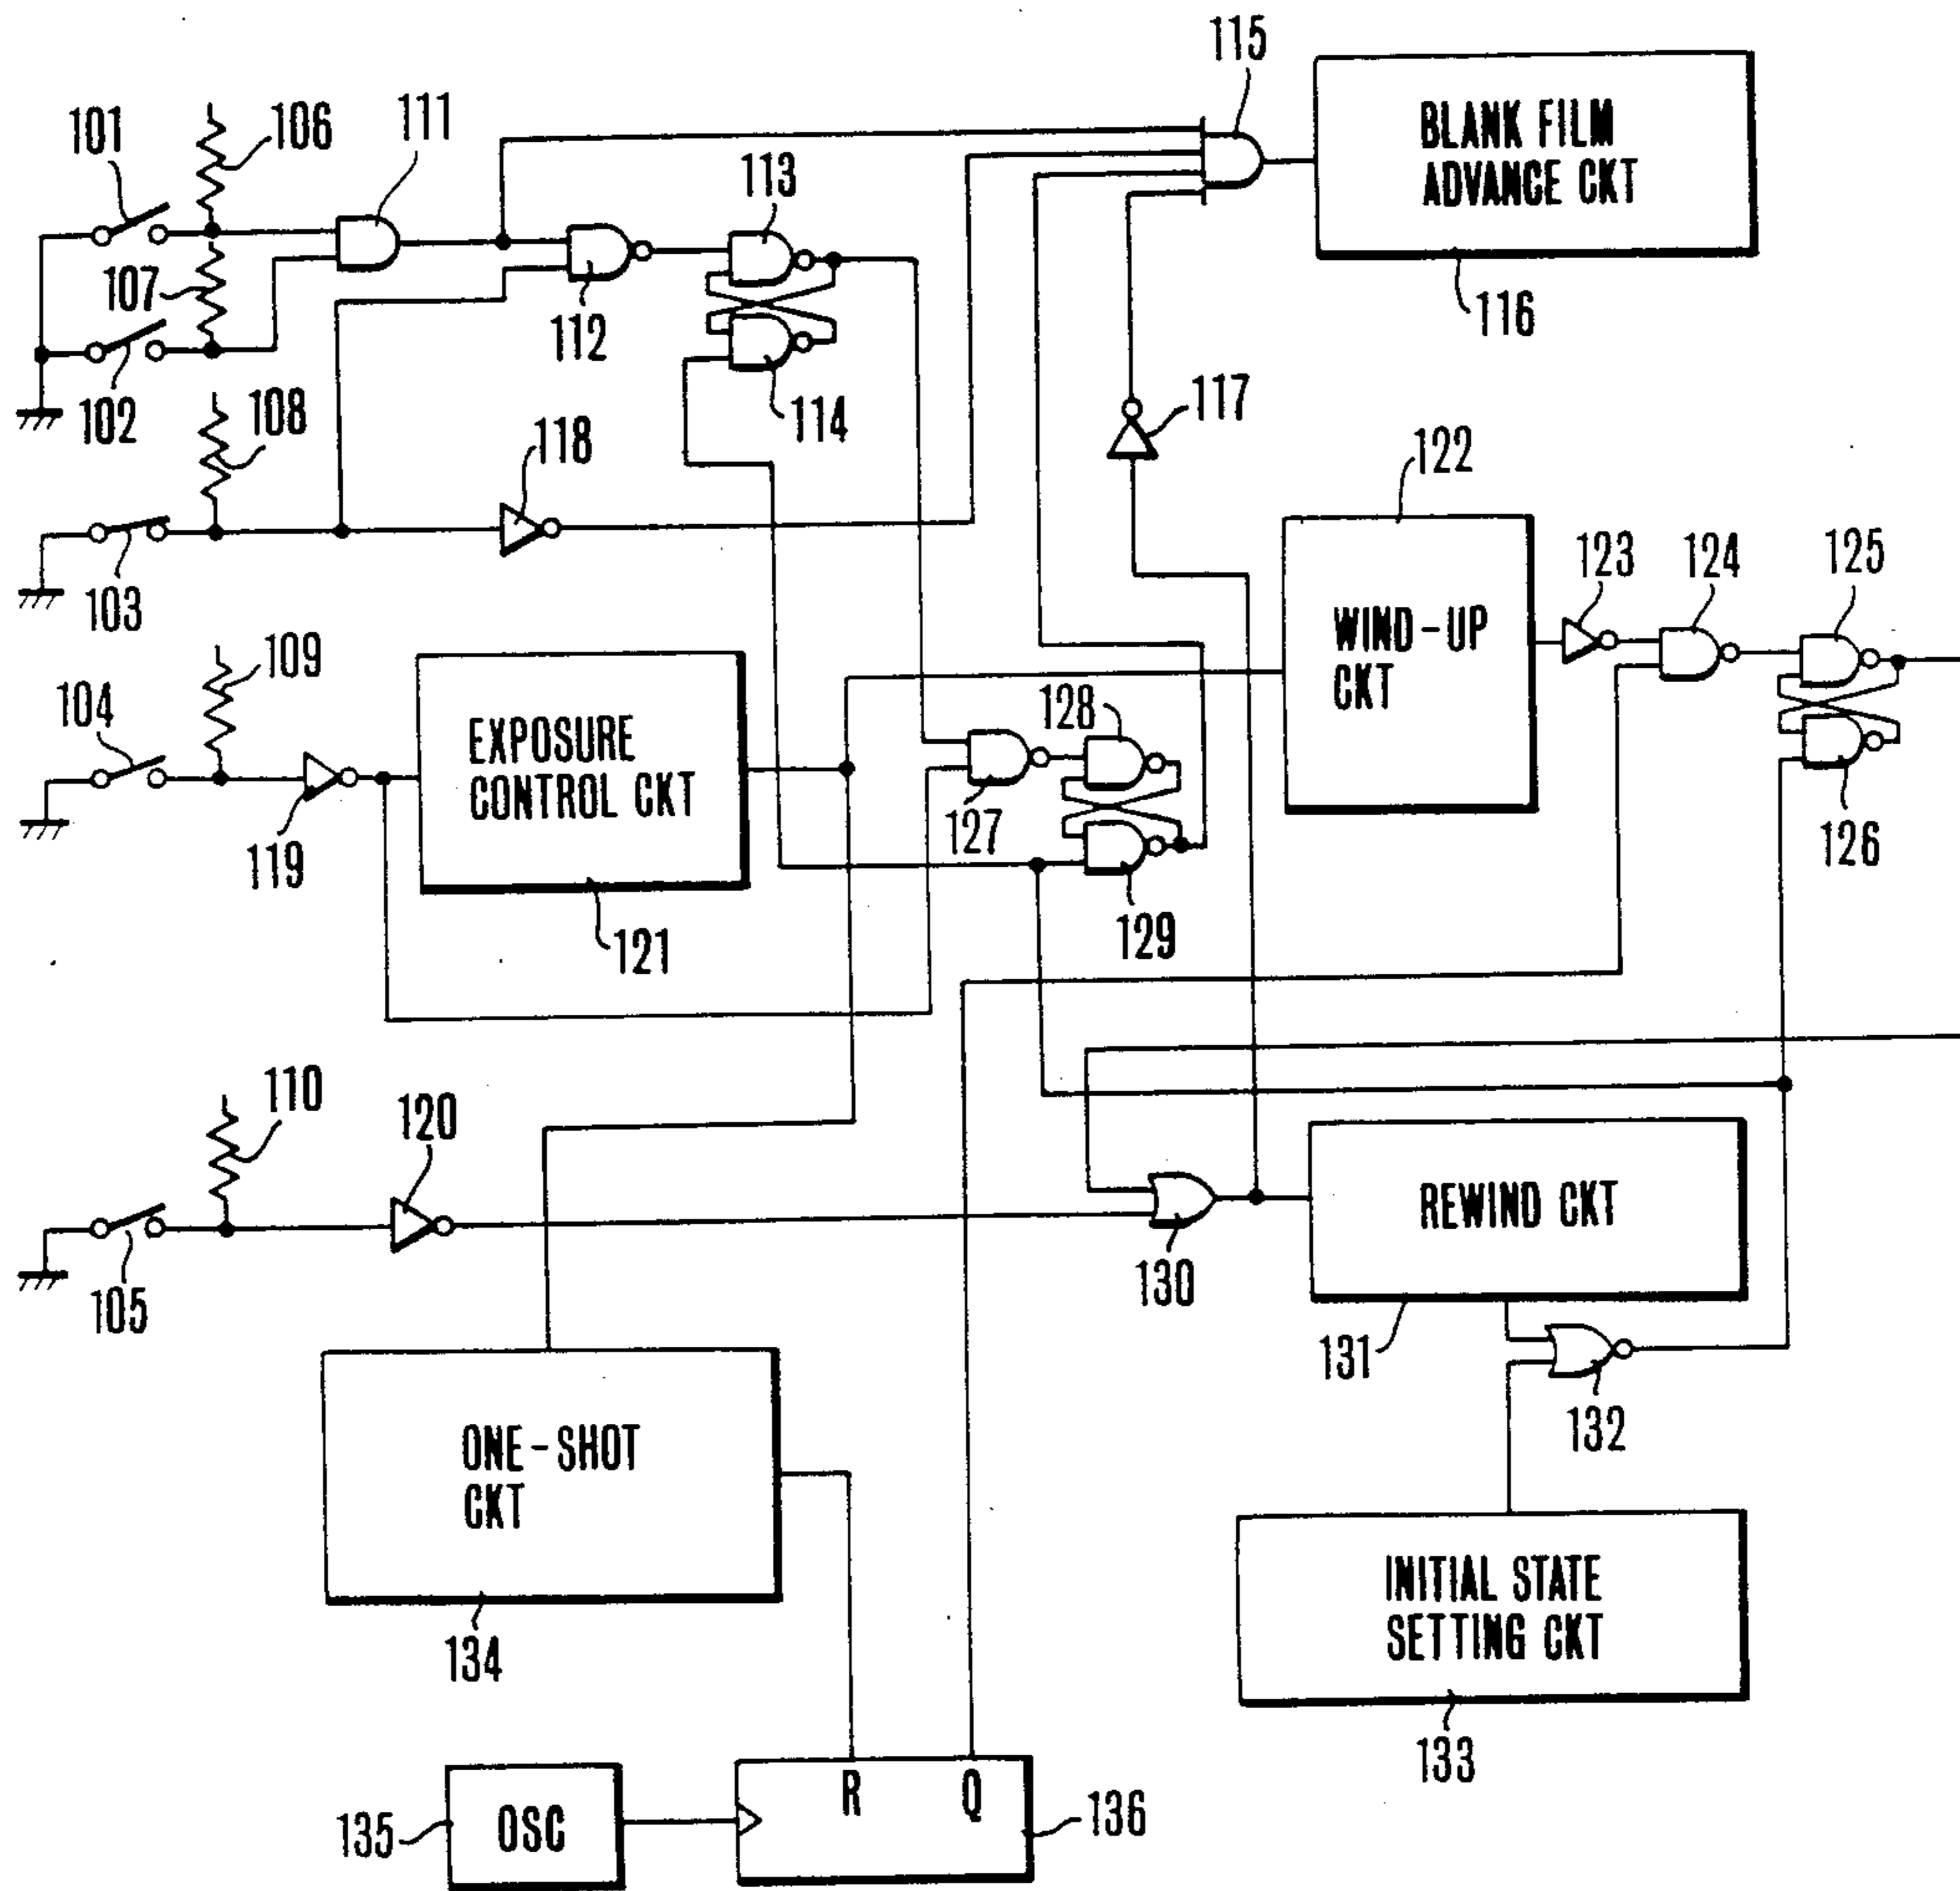 115
BLANK FILM
ADVANCE CKT
116
101
106
111
113
107
112
102
108
114
117
118
122
103
WIND-UP
CKT
123
124
125
109
104
EXPOSURE
CONTROL CKT
128
119
127
126
121
129
110
120
REWIND CKT
105
130
131
132
ONE-SHOT
CKT
INITIAL STATE
SETTING CKT
134
133
R
Q
135
OSC
136